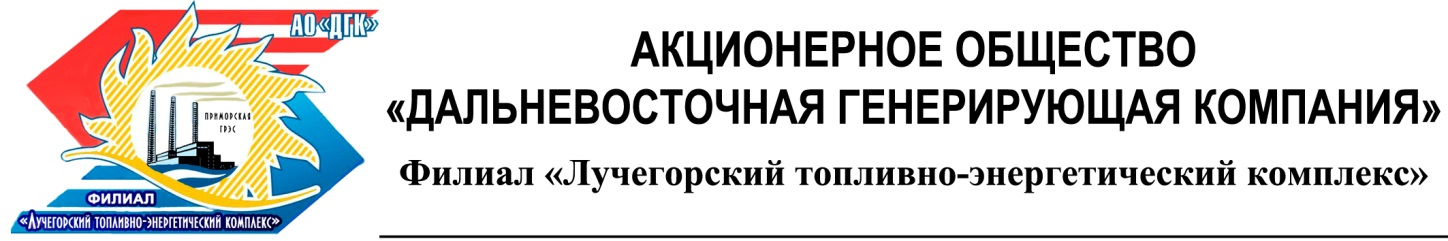 АО «ДГК»
ПРИМОРСКАЯ
ГРЭС
ФИЛИАЛ
«ЛУЧЕГОРСКИЙ ТОПЛИВНО-ЭНЕРГЕТИЧЕСКИЙ КОМПЛЕКС»
АКЦИОНЕРНОЕ ОБЩЕСТВО
«ДАЛЬНЕВОСТОЧНАЯ ГЕНЕРИРУЮЩАЯ КОМПАНИЯ»
Филиал «Лучегорский топливно-энергетический комплекс»